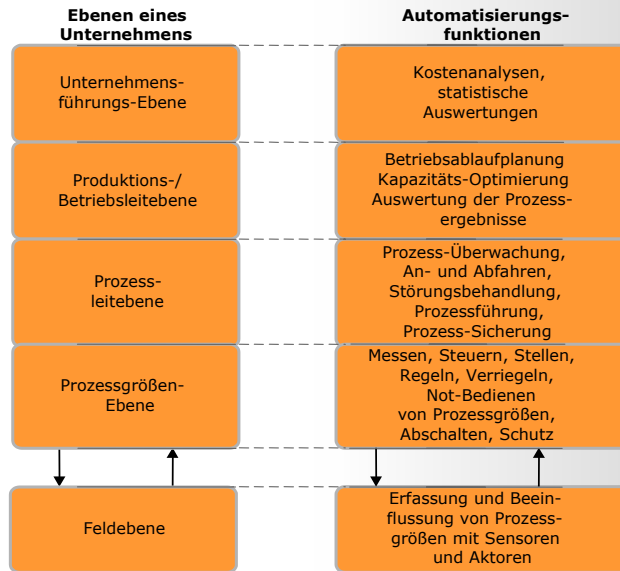 Ebenen eines
Unternehmens
Automatisierungs-
funktionen
Unternehmens-
führungs-Ebene
Kostenanalysen,
statistische
Auswertungen
Produktions-/
Betriebsleitebene
Betriebsablaufplanung
Kapazitäts-Optimierung
Auswertung der Prozess-
ergebnisse
Prozess-
leitebene
Prozess-Überwachung,
An- und Abfahren,
Störungsbehandlung,
Prozessführung,
Prozess-Sicherung
Prozessgrößen-
Ebene
Messen, Steuern, Stellen,
Regeln, Verriegeln,
Not-Bedienen
von Prozessgrößen,
Abschalten, Schutz
Feldebene
Erfassung und Beein-
flussung von Prozess-
größen mit Sensoren
und Aktoren